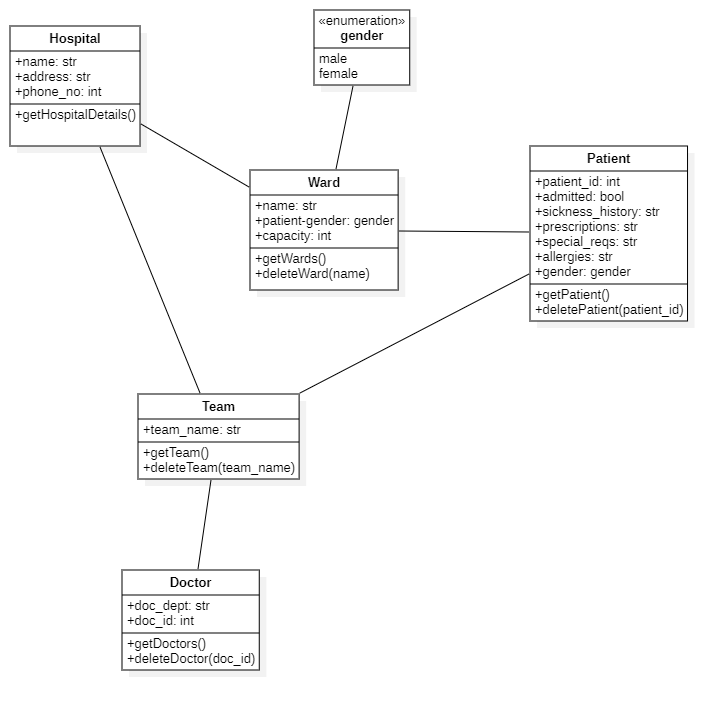 Hospital
+name: str
+address: str
+phone_no: int
+getHospitalDetails()
«enumeration»
gender
male
female
Ward
+name: str
+patient-gender: gender
+capacity: int
+getWards()
+deleteWard(name)
Patient
+patient_id: int
+admitted: bool
+sickness_history: str
+prescriptions: str
+special_reqs: str
+allergies: str
+gender: gender
+getPatient()
+deletePatient(patient_id)
Team
+team_name: str
+getTeam()
+deleteTeam(team_name)
Doctor
+doc_dept: str
+doc_id: int
+getDoctors()
+deleteDoctor(doc_id)